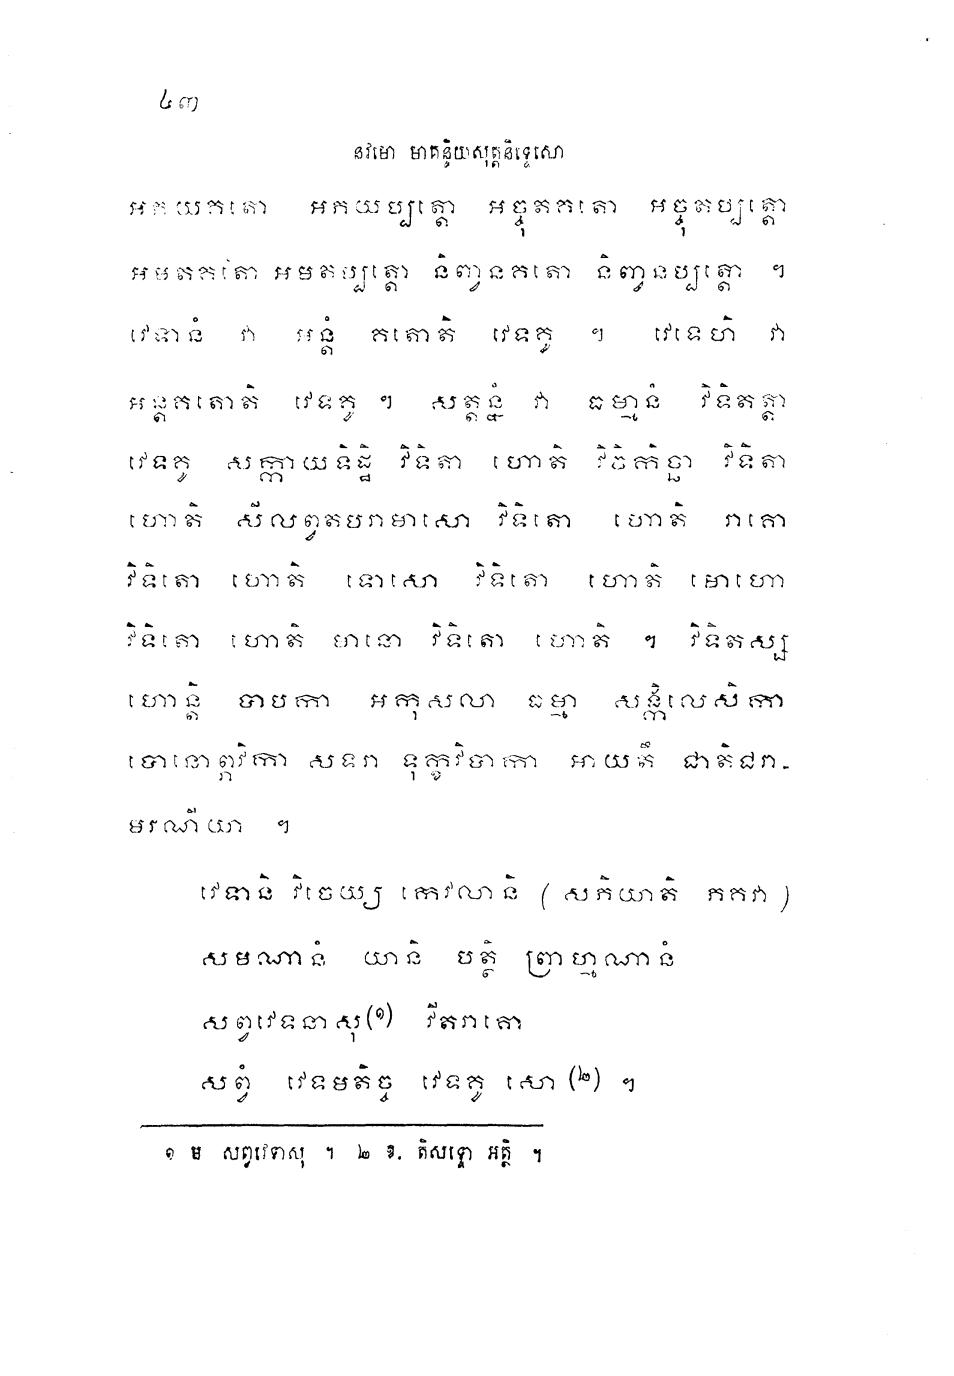 ៤៣
នវមោ មាគន្ទិយសុត្តនិទ្ទេសោ
អភយគតោ អភយប្បត្តោ អច្ចុតគតោ អច្ចុតប្បត្តោ
អមតគតោ អមតប្បត្តោ និព្វានគតោ និព្វានប្បត្តោ ។
វេទានំ វា អន្តំ គតោតិ វេទគូ ។ វេទេហិ វា
អន្តគតោតិ វេទគូ ។ សត្តន្នំ វា ធម្មានំ វិទិតត្តា
វេទគូ សក្កាយទិដ្ឋិ វិទិតា ហោតិ វិចិកិច្ឆា វិទិតា
ហោតិ សីលព្វតបរាមាសោ វិទិតោ ហោតិ រាគោ
វិទិតោ ហោតិ ទោសោ វិទិតោ ហោតិ មោហោ
វិទិតោ ហោតិ មានោ វិទិតោ ហោតិ ។ វិទិតស្ស
ហោន្តិ បាបកា អកុសលា ធម្មា សង្កិលេសិកា
បោនោព្ភវិកា សទរា ទុក្ខវិបាកា អាយតឹ ជាតិជរា-
មរណីយា ។
វេទានិ វិចេយ្យ កេវលានិ (សភិយាតិ ភគវា)
សមណានំ យានិ បត្ថិ ព្រាហ្មណានំ
សព្វវេទនាសុ(១) វីតរាគោ
សព្វំ វេទមតិច្ច វេទគូ សោ(២) ។
១ ម សព្វវេទាសុ ។ ២ ឱ. តិសទ្ទោ អត្ថិ ។